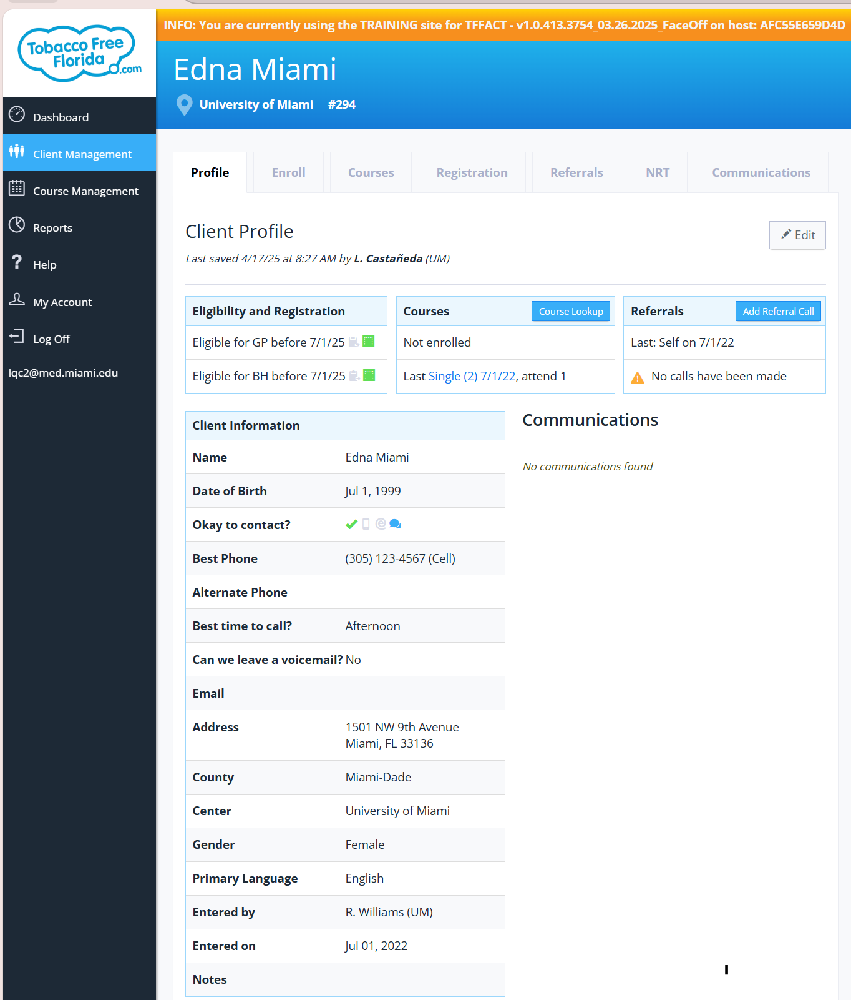 INFO: You are currently using the TRAINING site for TFFACT - v1.0.413.3754_03.26.2025_FaceOff on host: AFC55E659D4D
Tobacco Free
Florida
.com
Edna Miami
University of Miami #294
Dashboard
Client Management
Course Management
Reports
Help
My Account
Log Off
lqc2@med.miami.edu
Profile
Enroll
Courses
Registration
Referrals
NRT
Communications
Client Profile
Edit
Last saved 4/17/25 at 8:27 AM by L. Castañeda (UM)
Eligibility and Registration
Eligible for GP before 7/1/25
Eligible for BH before 7/1/25
Courses
Course Lookup
Not enrolled
Last Single (2) 7/1/22, attend 1
Referrals
Add Referral Call
Last: Self on 7/1/22
No calls have been made
Client Information
Name Edna Miami
Date of Birth Jul 1, 1999
Okay to contact?
Best Phone (305) 123-4567 (Cell)
Alternate Phone
Best time to call? Afternoon
Can we leave a voicemail? No
Email
Address 1501 NW 9th Avenue
Miami, FL 33136
County Miami-Dade
Center University of Miami
Gender Female
Primary Language English
Entered by R. Williams (UM)
Entered on Jul 01, 2022
Notes
Communications
No communications found